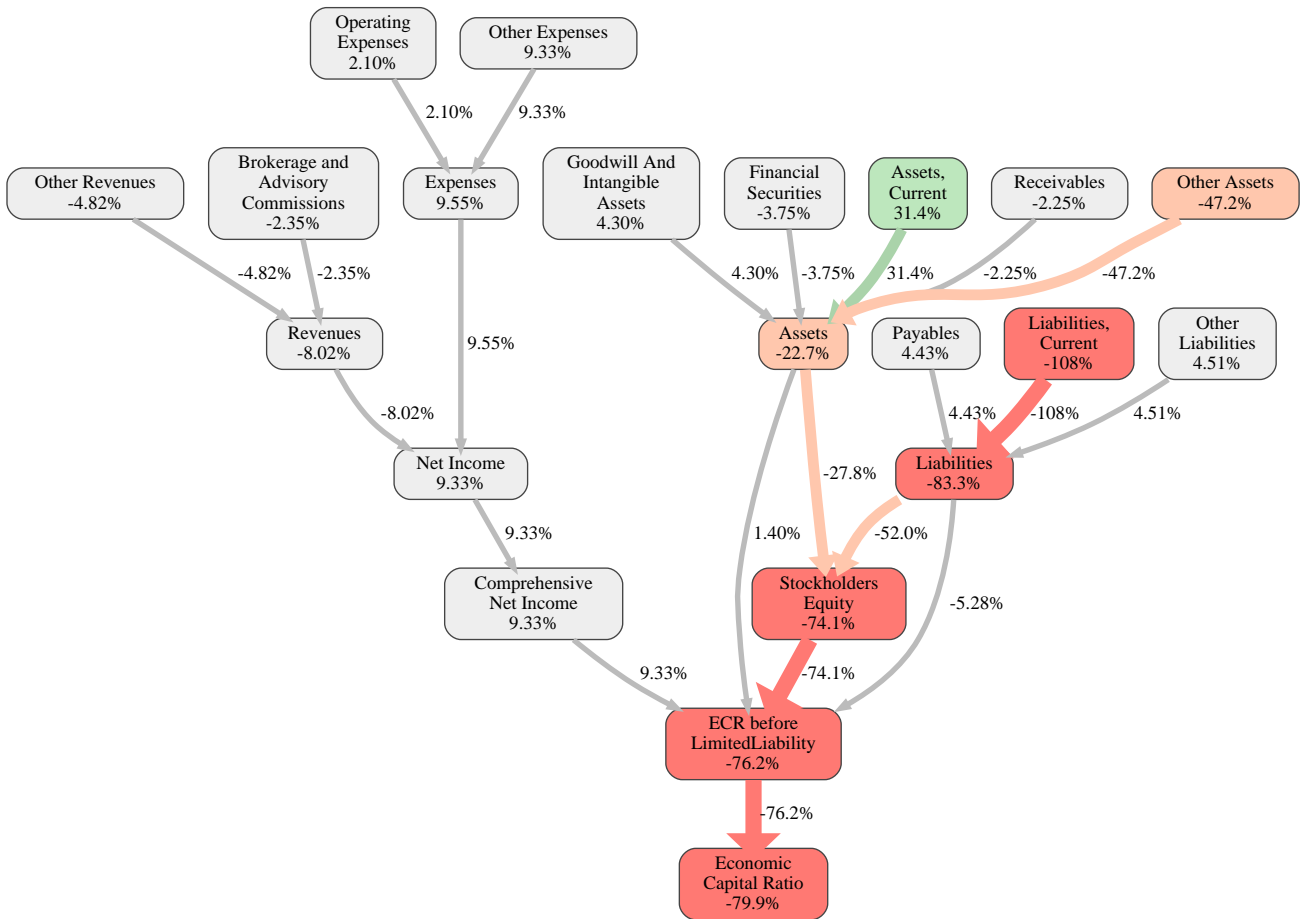 Operating
Expenses
2.10%
Other Expenses
9.33%
2.10%
9.33%
Other Revenues
-4.82%
Brokerage and
Advisory
Commissions
-2.35%
Expenses
9.55%
Goodwill And
Intangible
Assets
4.30%
Financial
Securities
-3.75%
Assets,
Current
31.4%
Receivables
-2.25%
Other Assets
-47.2%
-4.82%
-2.35%
4.30%
-3.75%
31.4%
-2.25%
-47.2%
Revenues
-8.02%
9.55%
Assets
-22.7%
Payables
4.43%
Liabilities,
Current
-108%
Other
Liabilities
4.51%
-8.02%
4.43%
-108%
4.51%
Net Income
9.33%
-27.8%
Liabilities
-83.3%
9.33%
1.40%
-52.0%
Comprehensive
Net Income
9.33%
Stockholders
Equity
-74.1%
-5.28%
9.33%
-74.1%
ECR before
LimitedLiability
-76.2%
-76.2%
Economic
Capital Ratio
-79.9%